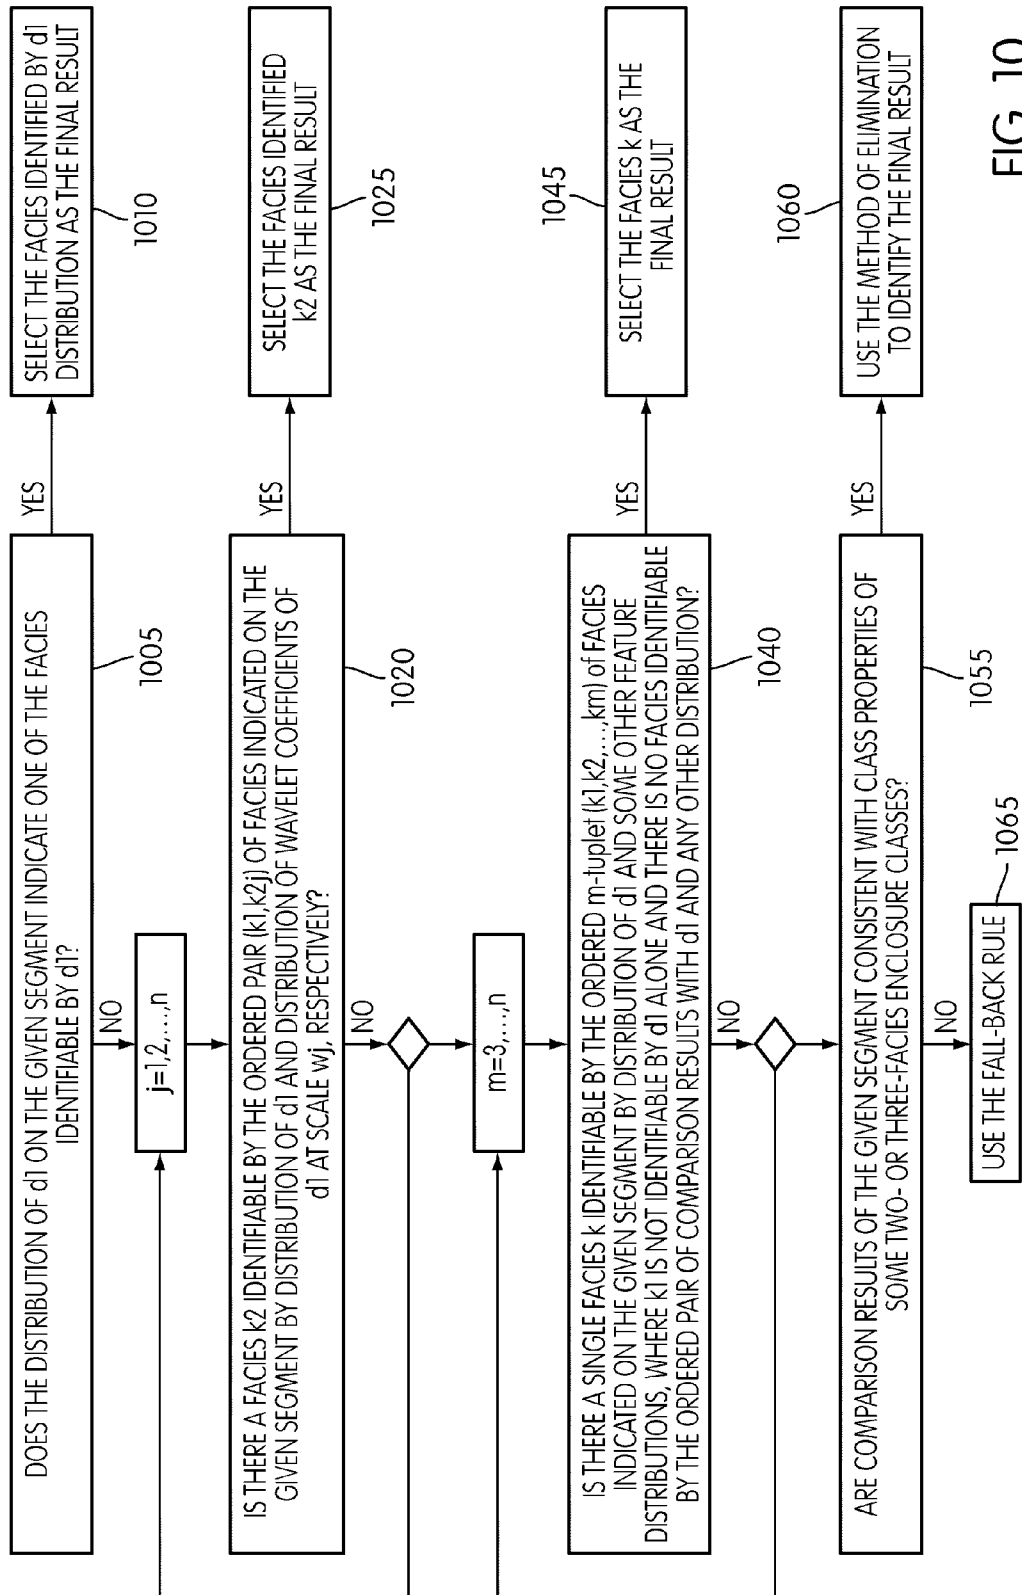 DOES THE DISTRIBUTION OF d1 ON THE GIVEN SEGMENT INDICATE ONE OF THE FACIES
IDENTIFIABLE BY d1?
1005
YES
SELECT THE FACIES IDENTIFIED BY d1
DISTRIBUTION AS THE FINAL RESULT
1010
NO
j=1,2,...,n
IS THERE A FACIES k2 IDENTIFIABLE BY THE ORDERED PAIR (k1,k2j) OF FACIES INDICATED ON THE
GIVEN SEGMENT BY DISTRIBUTION OF d1 AND DISTRIBUTION OF WAVELET COEFFICIENTS OF
d1 AT SCALE wj, RESPECTIVELY?
1020
YES
SELECT THE FACIES IDENTIFIED
k2 AS THE FINAL RESULT
1025
NO
m=3,...,n
IS THERE A SINGLE FACIES k IDENTIFIABLE BY THE ORDERED m-tuplet (k1,k2,...,km) OF FACIES
INDICATED ON THE GIVEN SEGMENT BY DISTRIBUTION OF d1 AND SOME OTHER FEATURE
DISTRIBUTIONS, WHERE k1 IS NOT IDENTIFIABLE BY d1 ALONE AND THERE IS NO FACIES IDENTIFIABLE
BY THE ORDERED PAIR OF COMPARISON RESULTS WITH d1 AND ANY OTHER DISTRIBUTION?
1040
YES
SELECT THE FACIES k AS THE
FINAL RESULT
1045
NO
ARE COMPARISON RESULTS OF THE GIVEN SEGMENT CONSISTENT WITH CLASS PROPERTIES OF
SOME TWO- OR THREE-FACIES ENCLOSURE CLASSES?
1055
YES
USE THE METHOD OF ELIMINATION
TO IDENTIFY THE FINAL RESULT
1060
NO
USE THE FALL-BACK RULE
1065
FIG. 10